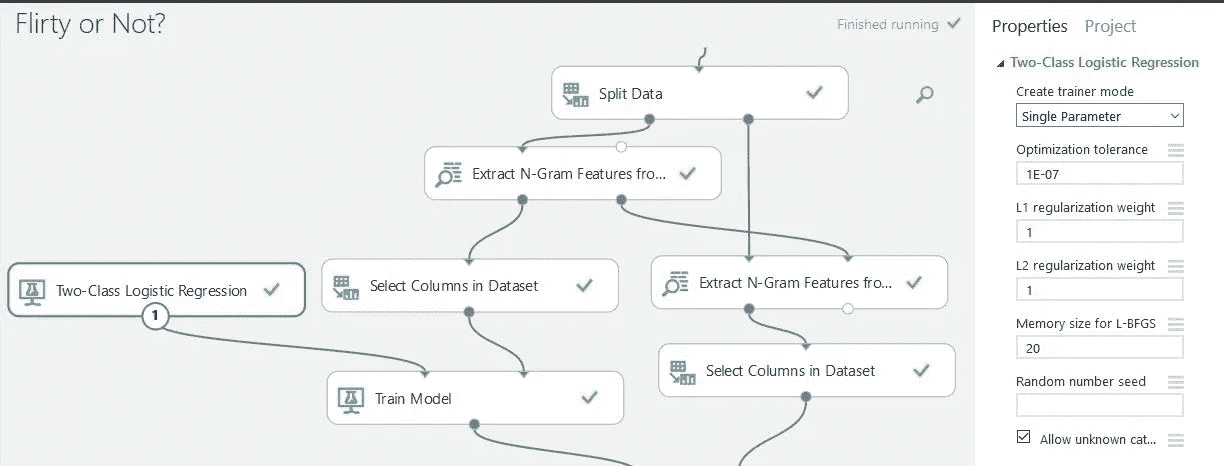 Flirty or Not?
Finished running
Split Data
Extract N-Gram Features fro...
Two-Class Logistic Regression
1
Select Columns in Dataset
Extract N-Gram Features fro...
Select Columns in Dataset
Train Model
Properties Project
Two-Class Logistic Regression
Create trainer mode
Single Parameter
Optimization tolerance
1E-07
L1 regularization weight
1
L2 regularization weight
1
Memory size for L-BFGS
20
Random number seed
Allow unknown cat...